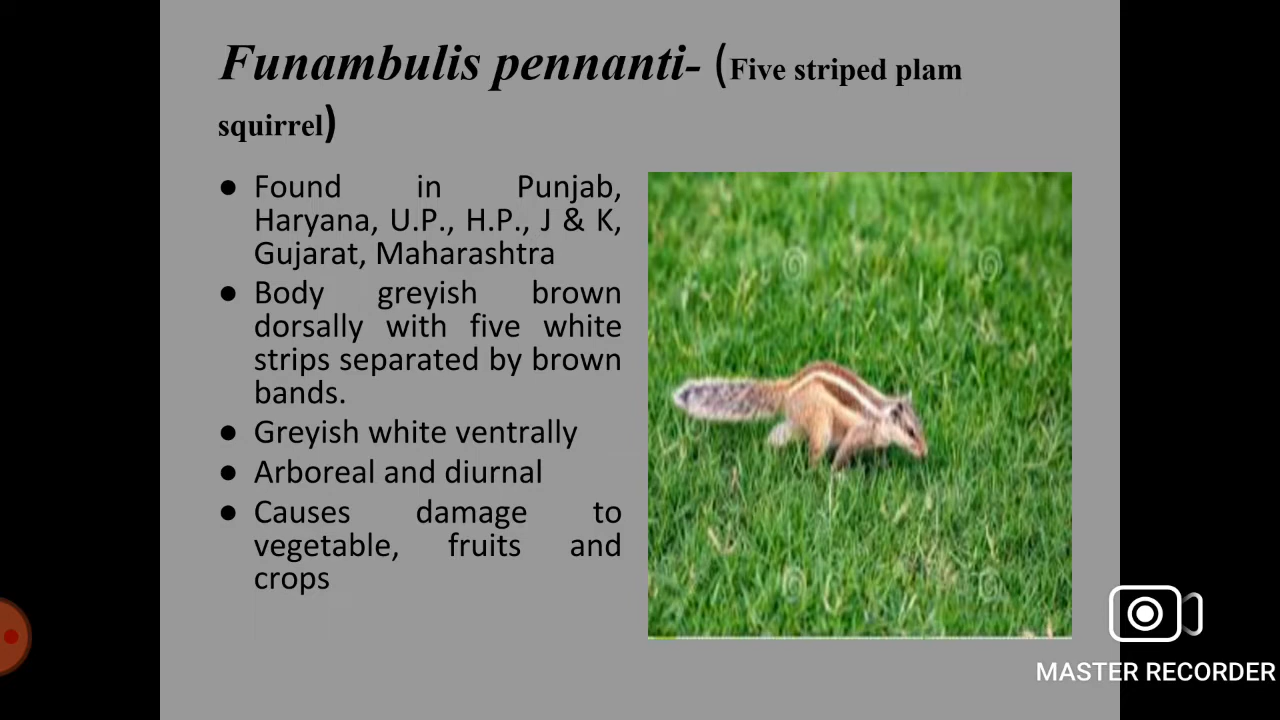 Funambulis pennanti- (Five striped plam
squirrel)
● Found in Punjab,
Haryana, U.P., H.P., J & K,
Gujarat, Maharashtra
● Body greyish brown
dorsally with five white
strips separated by brown
bands.
● Greyish white ventrally
● Arboreal and diurnal
● Causes damage to
vegetable, fruits and
crops
MASTER RECORDER